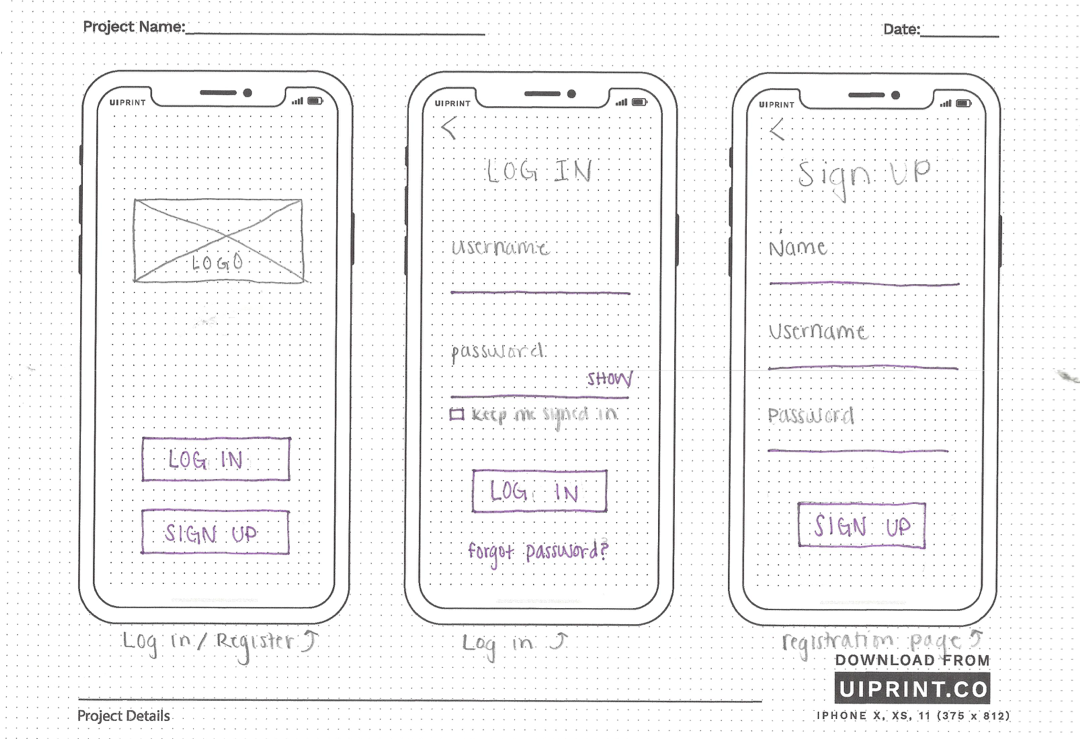 Project Name:
Date:
UIPRINT
LOGO
LOG IN
SIGN UP
Log in / Register
UIPRINT
LOG IN
username
password
SHOW
keep me signed in
LOG IN
forgot password?
Log in
UIPRINT
Sign UP
Name
Username
Password
SIGN UP
registration page
DOWNLOAD FROM
UIPRINT.CO
IPHONE X, XS, 11 (375 x 812)
Project Details